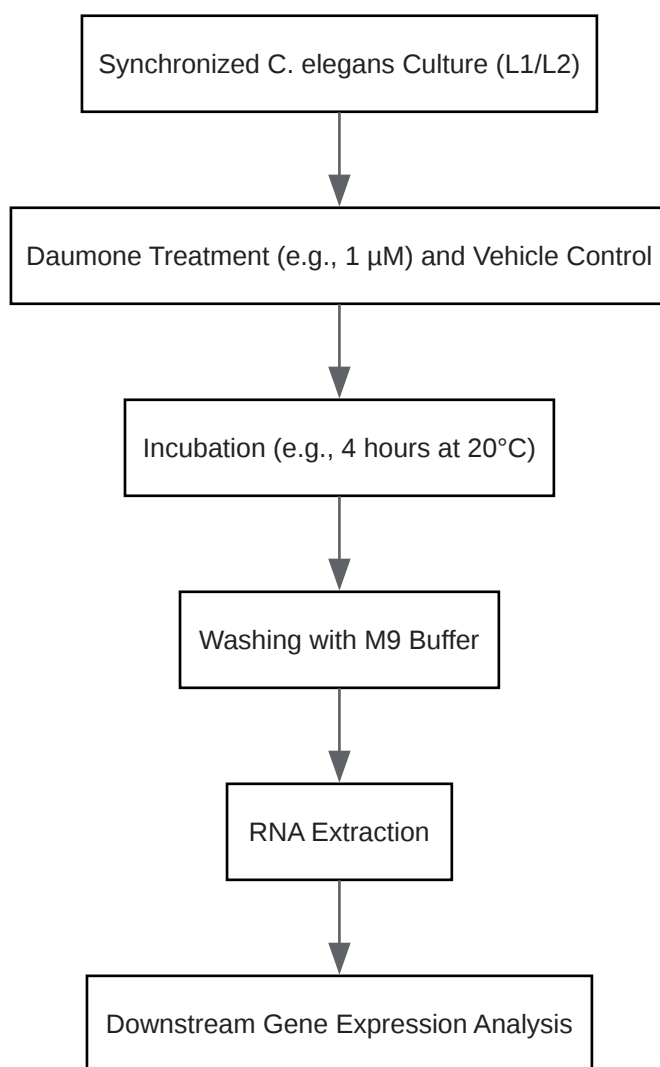 Synchronized C. elegans Culture (L1/L2)
Daumone Treatment (e.g., 1 µM) and Vehicle Control
Incubation (e.g., 4 hours at 20°C)
Washing with M9 Buffer
RNA Extraction
Downstream Gene Expression Analysis